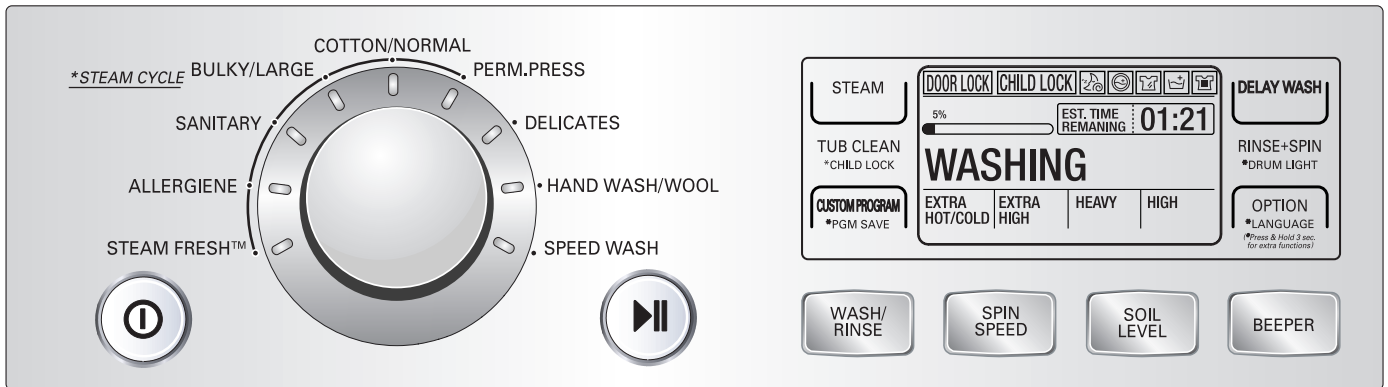 *STEAM CYCLE
COTTON/NORMAL
BULKY/LARGE
PERM.PRESS
SANITARY
DELICATES
ALLERGIENE
HAND WASH/WOOL
STEAM FRESH™
SPEED WASH
STEAM
TUB CLEAN
*CHILD LOCK
CUSTOM PROGRAM
*PGM SAVE
DOOR LOCK CHILD LOCK
5%
EST. TIME
REMANING 01:21
WASHING
EXTRA
HOT/COLD
EXTRA
HIGH
HEAVY
HIGH
DELAY WASH
RINSE+SPIN
*DRUM LIGHT
OPTION
*LANGUAGE
(*Press & Hold 3 sec.
for extra functions)
WASH/
RINSE
SPIN
SPEED
SOIL
LEVEL
BEEPER